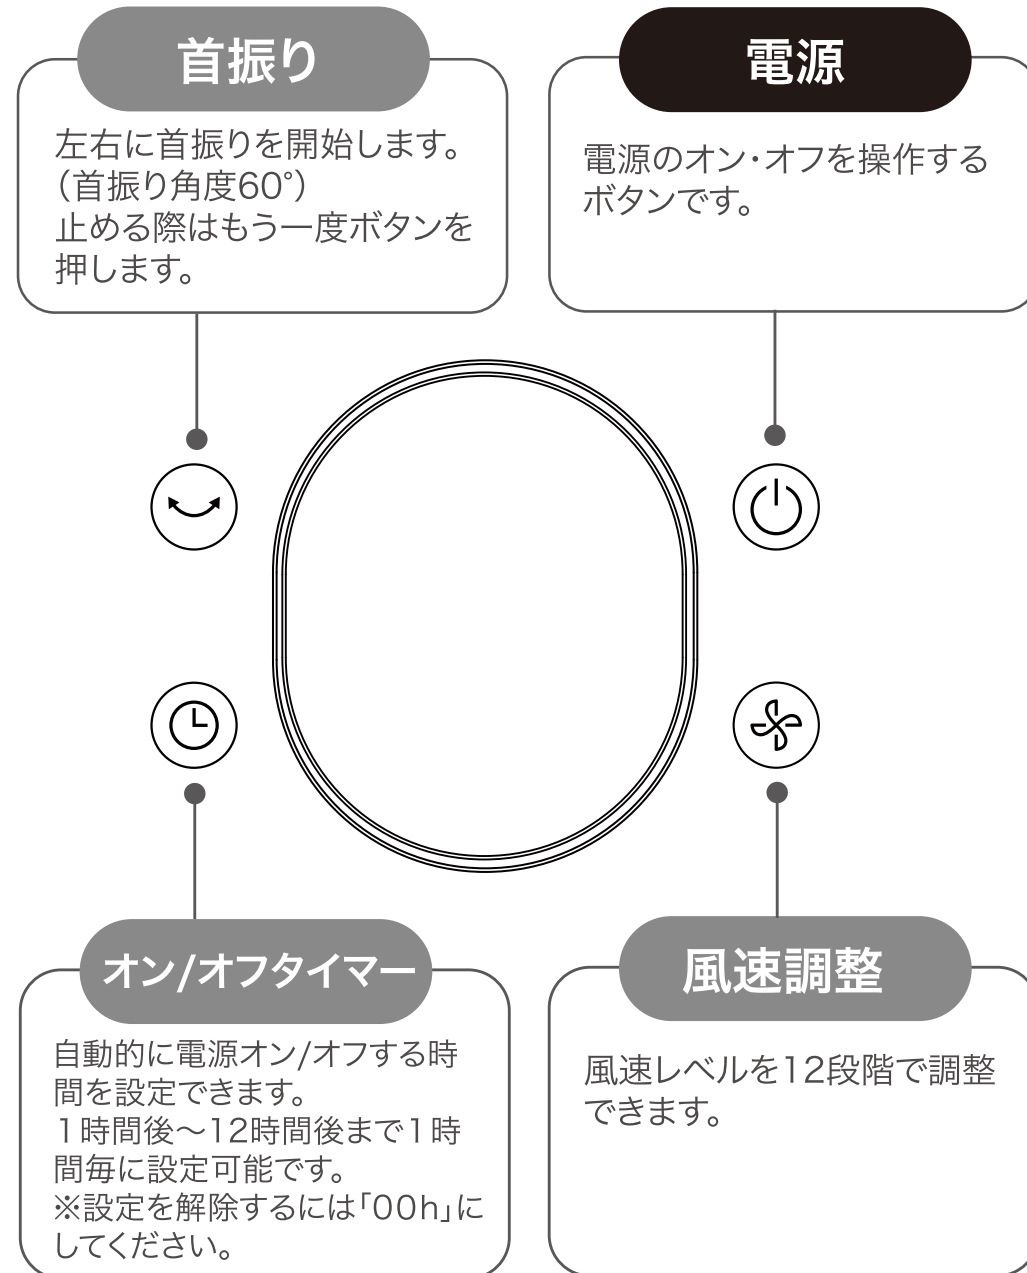 首振り
左右に首振りを開始します。
（首振り角度60°）
止める際はもう一度ボタンを
押します。
電源
電源のオン・オフを操作する
ボタンです。
オン/オフタイマー
自動的に電源オン/オフする時
間を設定できます。
1時間後～12時間後まで1時
間毎に設定可能です。
※設定を解除するには「00h」に
してください。
風速調整
風速レベルを12段階で調整
できます。